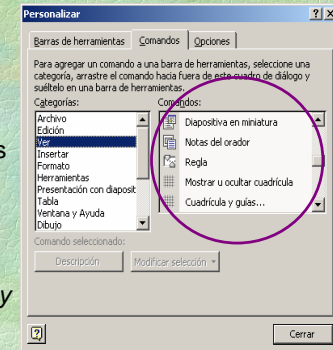 Personalizar
Barras de herramientas Comandos Opciones
Para agregar un comando a una barra de herramientas, seleccione una
categoría, arrastre el comando hacia fuera de este cuadro de diálogo y
suéltelo en una barra de herramientas.
Categorías: Comandos:
Archivo
Edición
Ver
Insertar
Formato
Herramientas
Presentación con diaposit
Tabla
Ventana y Ayuda
Dibujo
Diapositiva en miniatura
Notas del orador
Regla
Mostrar u ocultar cuadrícula
Cuadrícula y guías...
Comando seleccionado:
Descripción Modificar selección
Cerrar
s
y